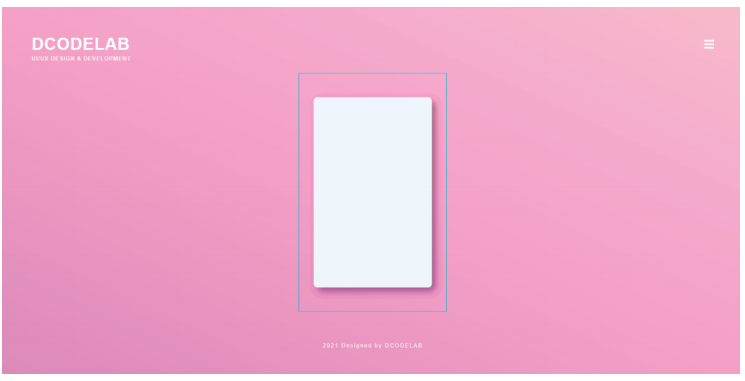 DCODELAB
UI/UX DESIGN & DEVELOPMENT
2021 Designed by DCODELAB